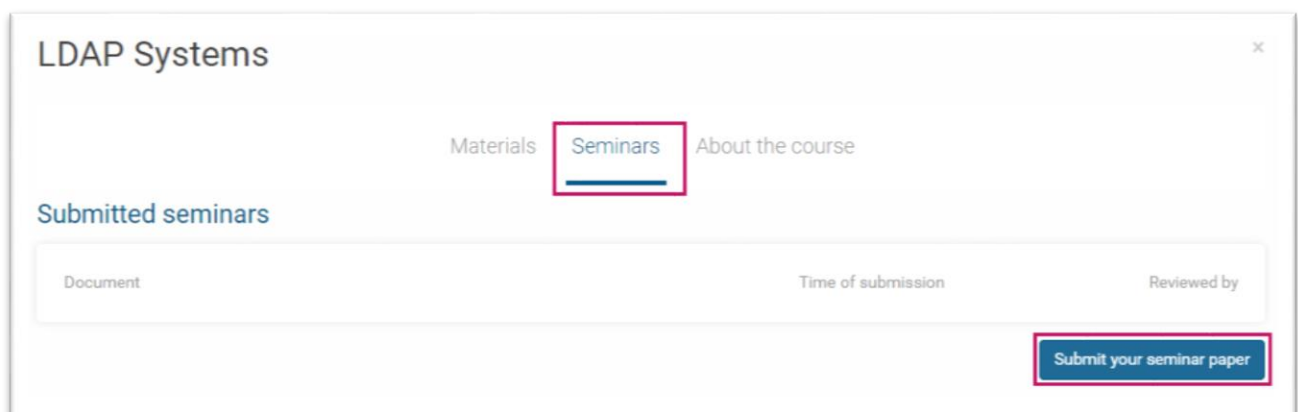 LDAP Systems ×
Materials Seminars About the course
Submitted seminars
Document Time of submission Reviewed by
Submit your seminar paper